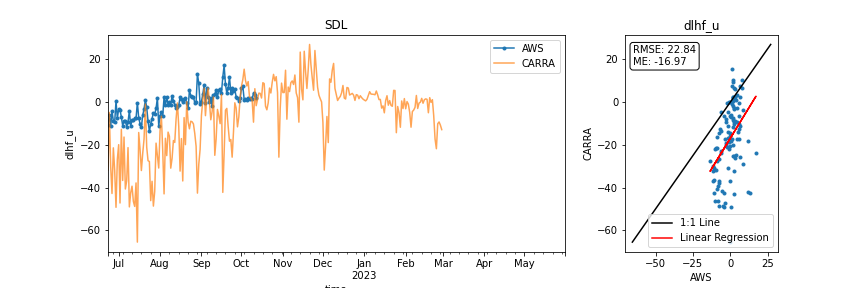 SDL
dlhf_u
AWS
CARRA
20
0
−20
−40
−60
dlhf_u
Jul Aug Sep Oct Nov Dec Jan Feb Mar Apr May
2023
time
dlhf_u
RMSE: 22.84
ME: -16.97
20
0
−20
−40
−60
CARRA
1:1 Line
Linear Regression
−50 −25 0 25
AWS